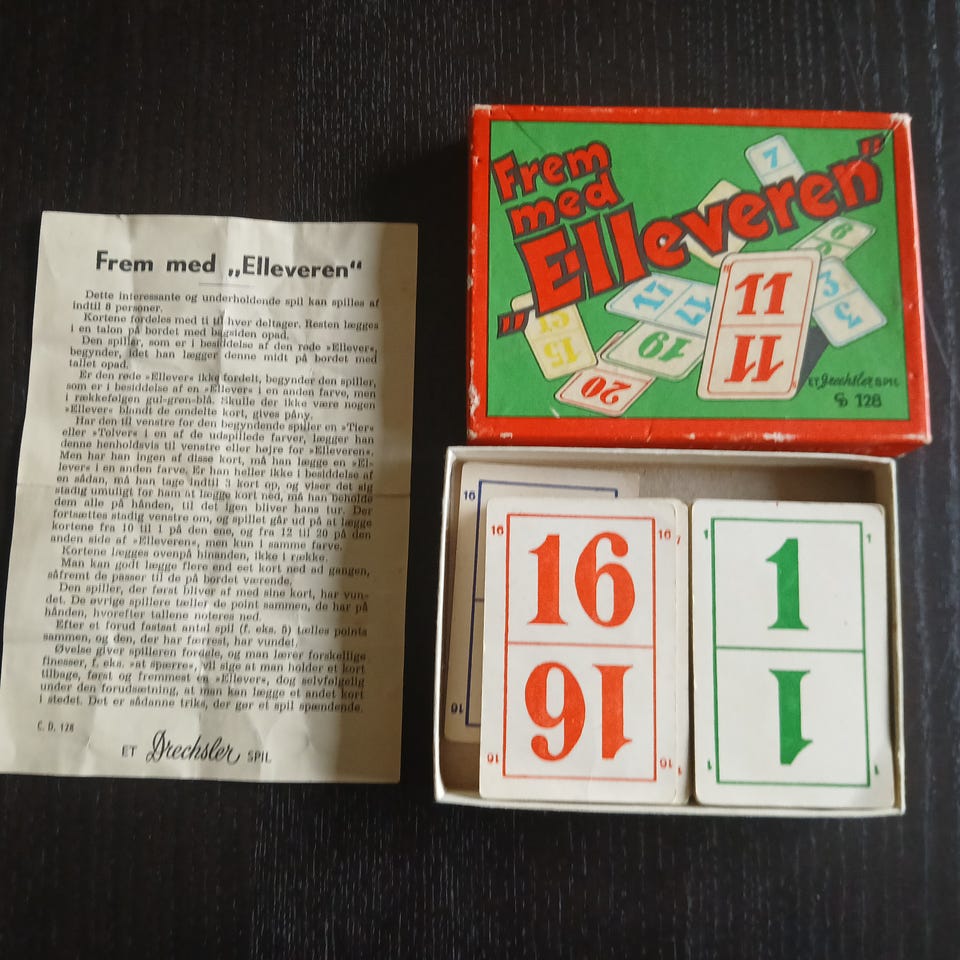 Frem med „Elleveren“
Dette interessante og underholdende spil kan spilles af
indtil 8 personer.
Kortene fordeles med ti til hver deltager. Resten lægges
i en talon på bordet med bagsiden opad.
Den spiller, som er i besiddelse af den røde »Ellever«,
begynder, idet han lægger denne midt på bordet med
tallet opad.
Er den røde »Ellever« ikke fordelt, begynder den spiller,
som er i besiddelse af en »Ellever« i en anden farve, men
i rækkefølgen gul-grøn-blå. Skulle der ikke være nogen
»Ellever« blandt de omdelte kort, gives påny.
Har den til venstre for den begyndende spiller en »Tier«
eller »Tolver« i en af de udspillede farver, lægger han
denne henholdsvis til venstre eller højre for »Elleveren«.
Men har han ingen af disse kort, må han lægge en »El-
lever« i en anden farve. Er han heller ikke i besiddelse af
en sådan, må han tage indtil 3 kort op, og viser det sig
stadig umuligt for ham at lægge kort ned, må han beholde
dem alle på hånden, til det igen bliver hans tur. Der
fortsættes stadig venstre om, og spillet går ud på at lægge
kortene fra 10 til 1 på den ene, og fra 12 til 20 på den
anden side af »Elleveren«, men kun i samme farve.
Kortene lægges ovenpå hinanden, ikke i række.
Man kan godt lægge flere end eet kort ned ad gangen,
såfremt de passer til de på bordet værende.
Den spiller, der først bliver af med sine kort, har vun-
det. De øvrige spillere tæller de point sammen, de har på
hånden, hvorefter tallene noteres ned.
Efter et forud fastsat antal spil (f. eks. 5) tælles points
sammen, og den, der har færrest, har vundet.
Øvelse giver spilleren fordele, og man lærer forskellige
finesser, f. eks. »at spærre«, vil sige at man holder et kort
tilbage, først og fremmest en »Ellever«, dog selvfølgelig
under den forudsætning, at man kan lægge et andet kort
i stedet. Det er sådanne triks, der gør et spil spændende.
C. D. 128
ET Drechsler SPIL
Frem
med
„Elleveren“
7
6
3
3
17
17
15
15
19
20
11
11
ET Drechsler SPIL
CD 128
16
16
16
16
16
16
16
16
16
1
1
1
1
1
1